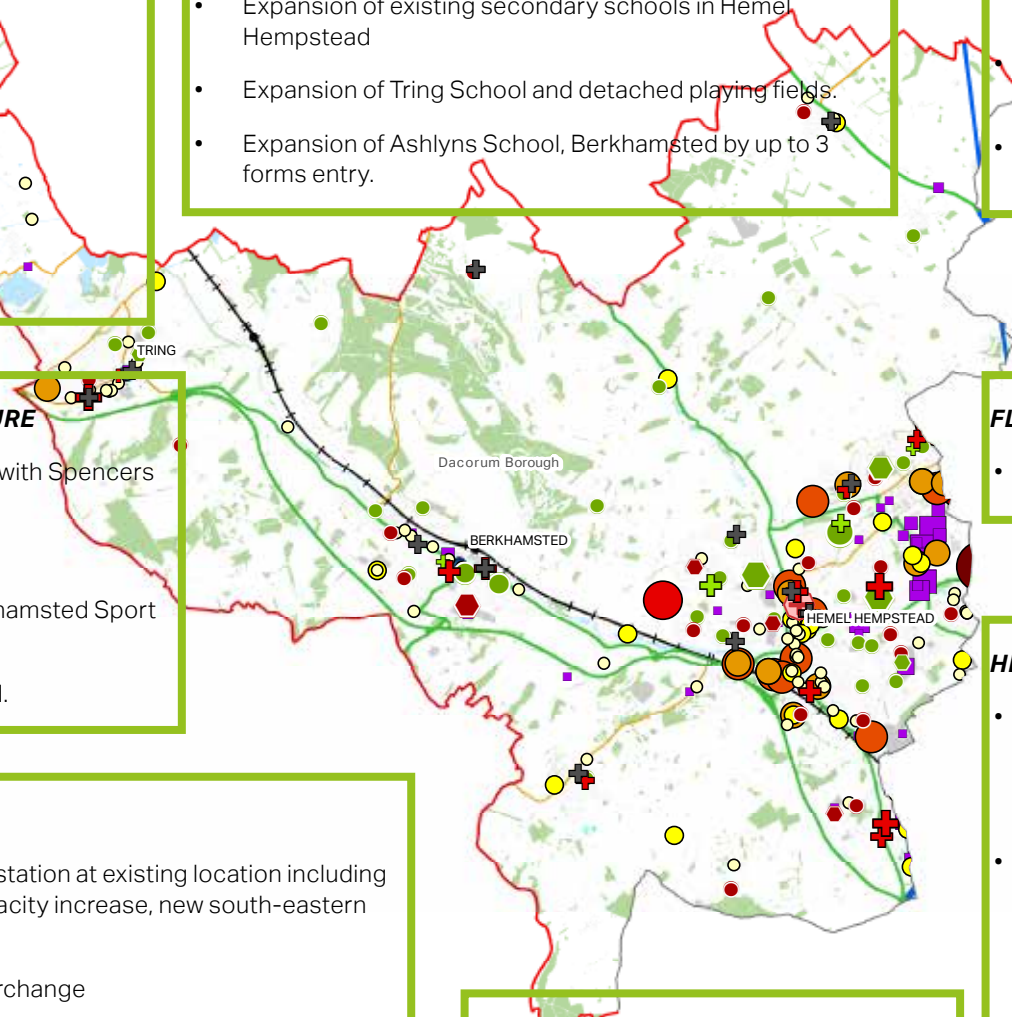 Expansion of existing secondary schools in Hemel
Hempstead
• Expansion of Tring School and detached playing fields.
• Expansion of Ashlyns School, Berkhamsted by up to 3
forms entry.
TRING
URE
with Spencers
FL
Dacorum Borough
BERKHAMSTED
hamsted Sport
HEMEL HEMPSTEAD
HI
l.
station at existing location including
acity increase, new south-eastern
rchange